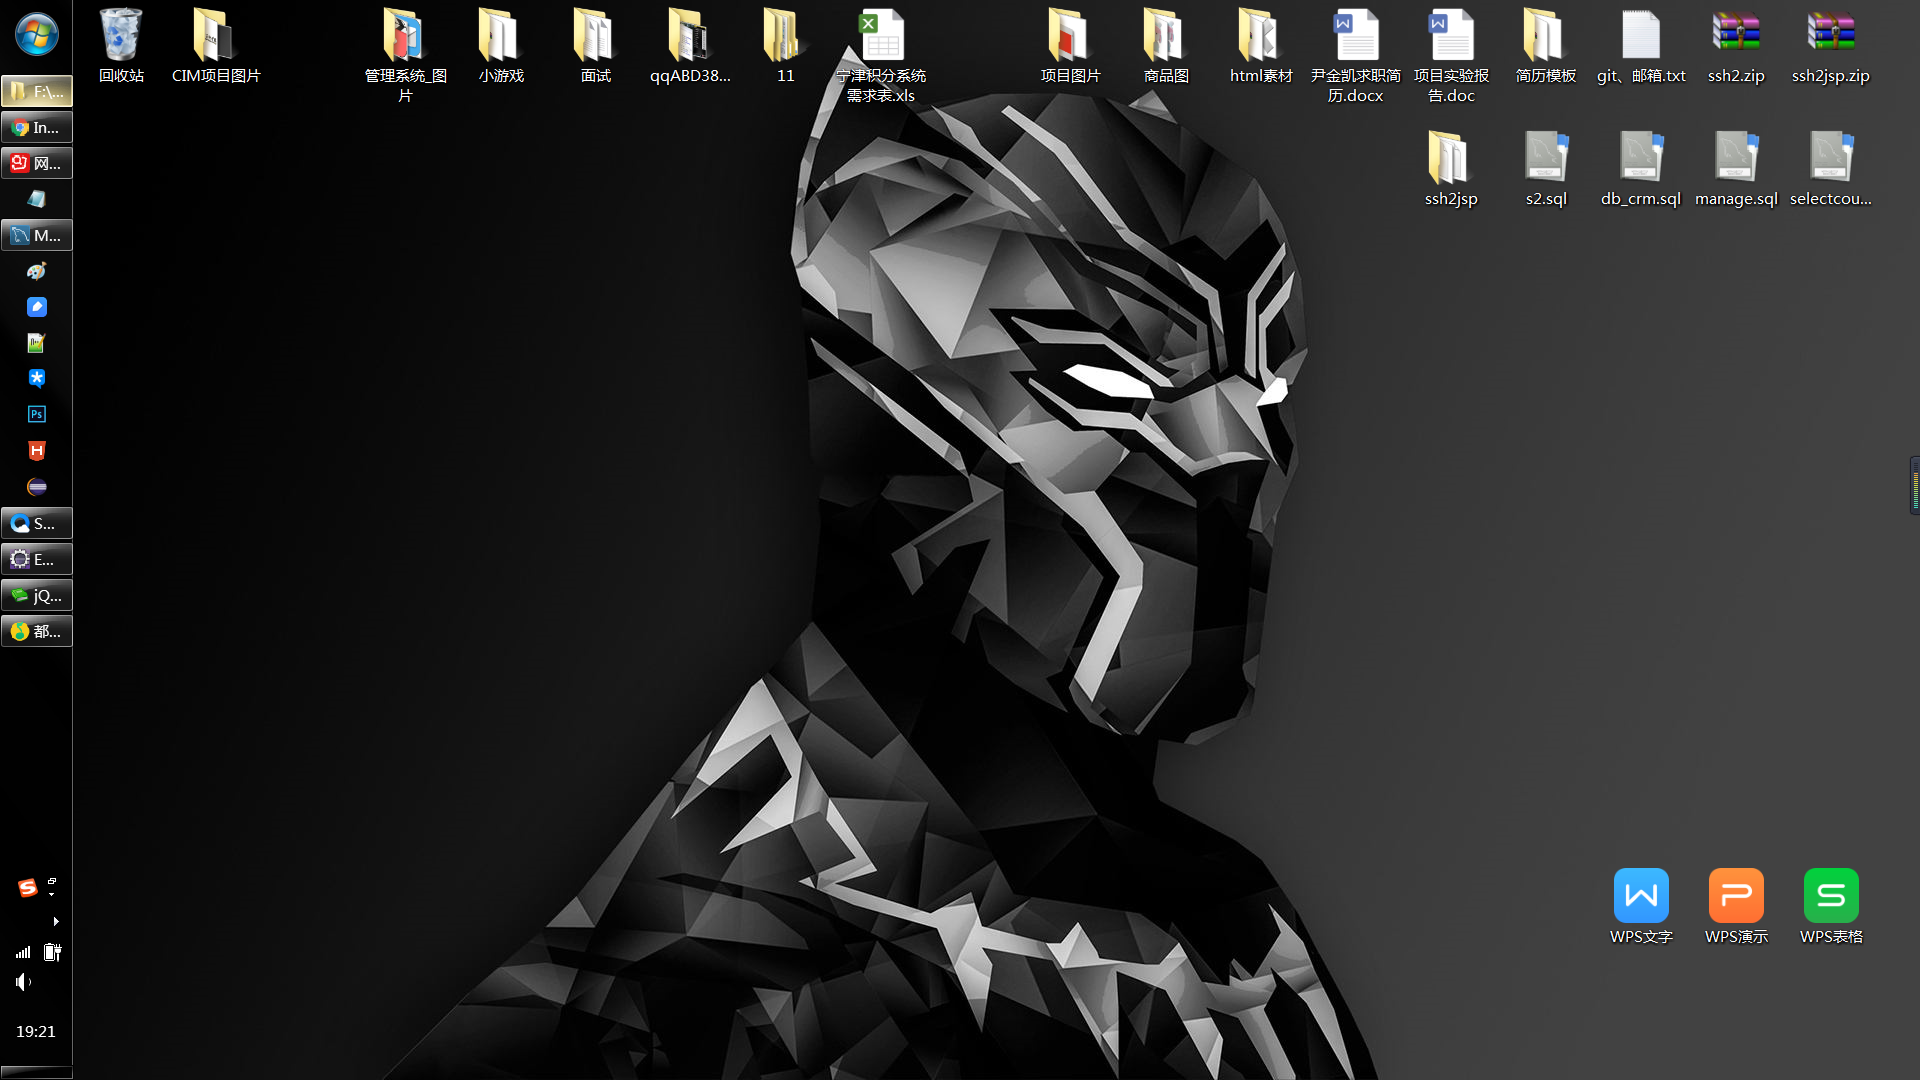 回收站
CIM项目图片
管理系统_图
片
小游戏
面试
qqABD38...
11
宁津积分系统
需求表.xls
项目图片
商品图
html素材
尹金凯求职简
历.docx
项目实验报
告.doc
简历模板
git、邮箱.txt
ssh2.zip
ssh2jsp.zip
ssh2jsp
s2.sql
db_crm.sql
manage.sql
selectcou...
F:\...
In...
网...
M...
Ps
H
S...
E...
jQ...
都...
S
19:21
W
P
S
WPS文字
WPS演示
WPS表格